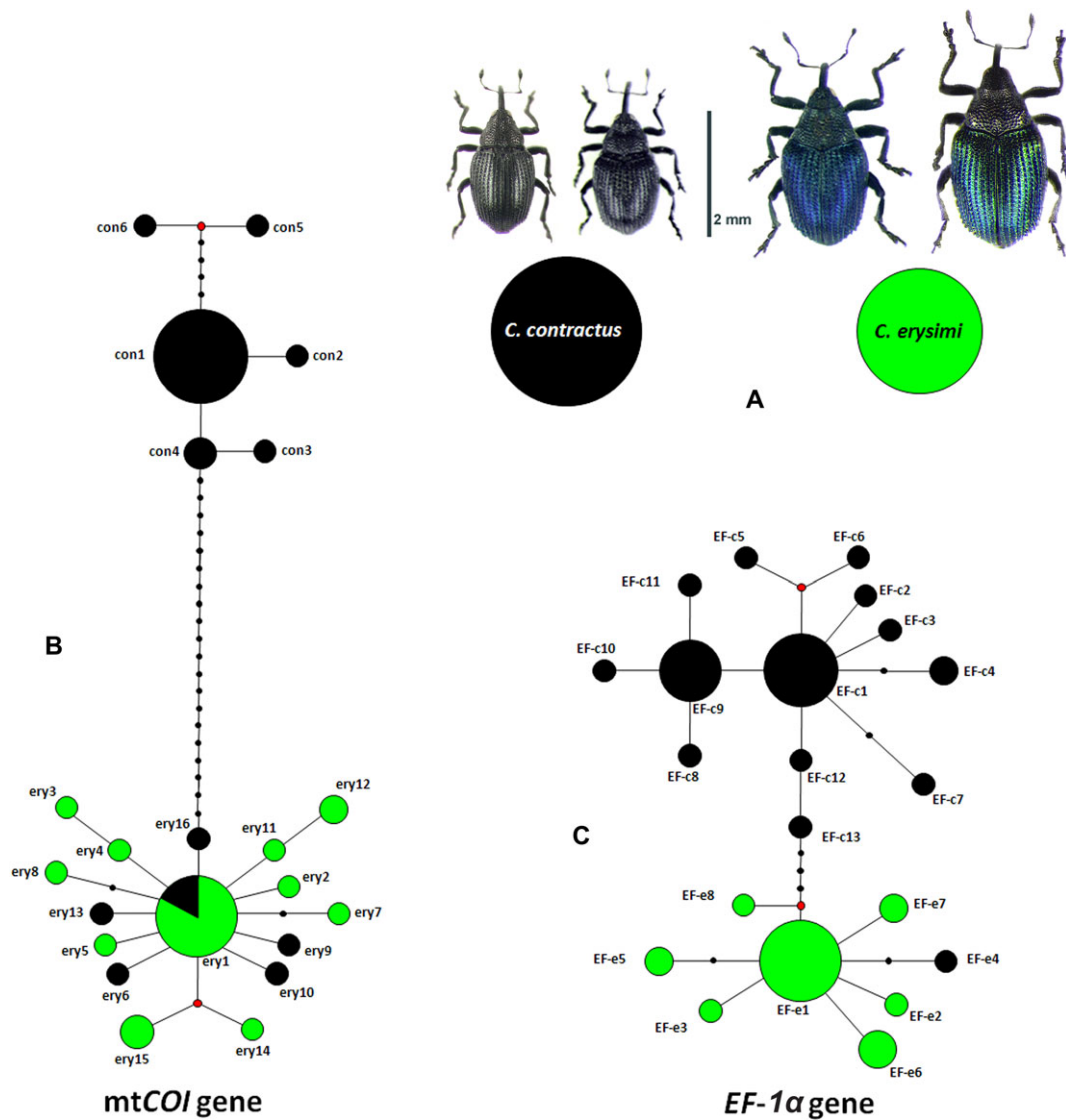 2 mm
C. contractus
C. erysimi
A
con6
con5
con1
con2
con4
con3
B
ery3
ery12
ery16
ery11
ery4
ery8
ery2
ery13
ery7
ery5
ery9
ery1
ery6
ery10
ery15
ery14
mtCOI gene
EF-c5
EF-c6
EF-c11
EF-c2
EF-c3
EF-c10
EF-c4
EF-c1
EF-c9
EF-c8
EF-c12
EF-c7
EF-c13
C
EF-e8
EF-e7
EF-e5
EF-e4
EF-e1
EF-e2
EF-e3
EF-e6
EF-1α gene